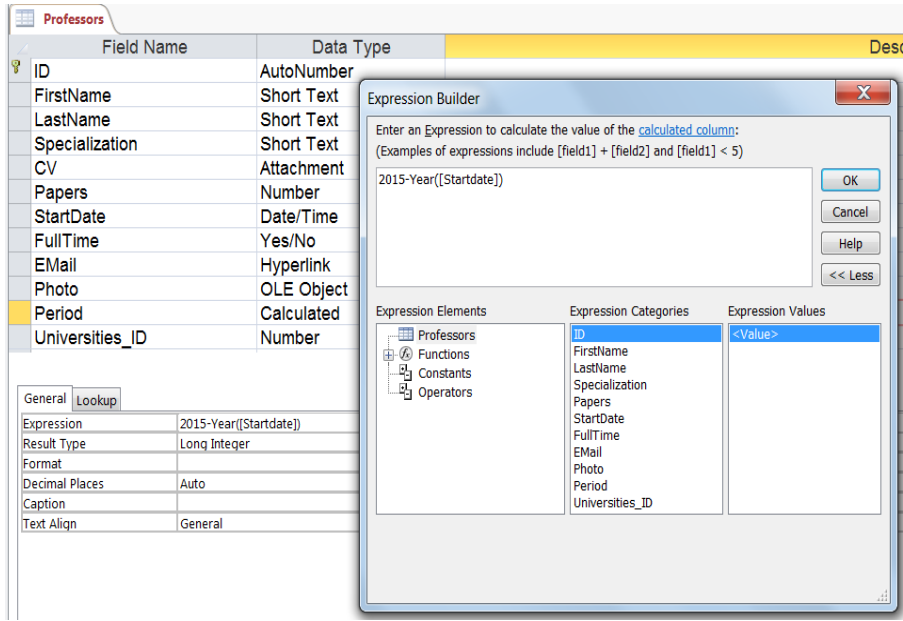 Professors
Field Name Data Type Desc
ID AutoNumber
FirstName Short Text
LastName Short Text
Specialization Short Text
CV Attachment
Papers Number
StartDate Date/Time
FullTime Yes/No
EMail Hyperlink
Photo OLE Object
Period Calculated
Universities_ID Number
General Lookup
Expression 2015-Year([Startdate])
Result Type Long Integer
Format
Decimal Places Auto
Caption
Text Align General
Expression Builder
Enter an Expression to calculate the value of the calculated column:
(Examples of expressions include [field1] + [field2] and [field1] < 5)
2015-Year([Startdate])
OK
Cancel
Help
<< Less
Expression Elements Expression Categories Expression Values
Professors
Functions
Constants
Operators
ID
FirstName
LastName
Specialization
Papers
StartDate
FullTime
EMail
Photo
Period
Universities_ID
<Value>